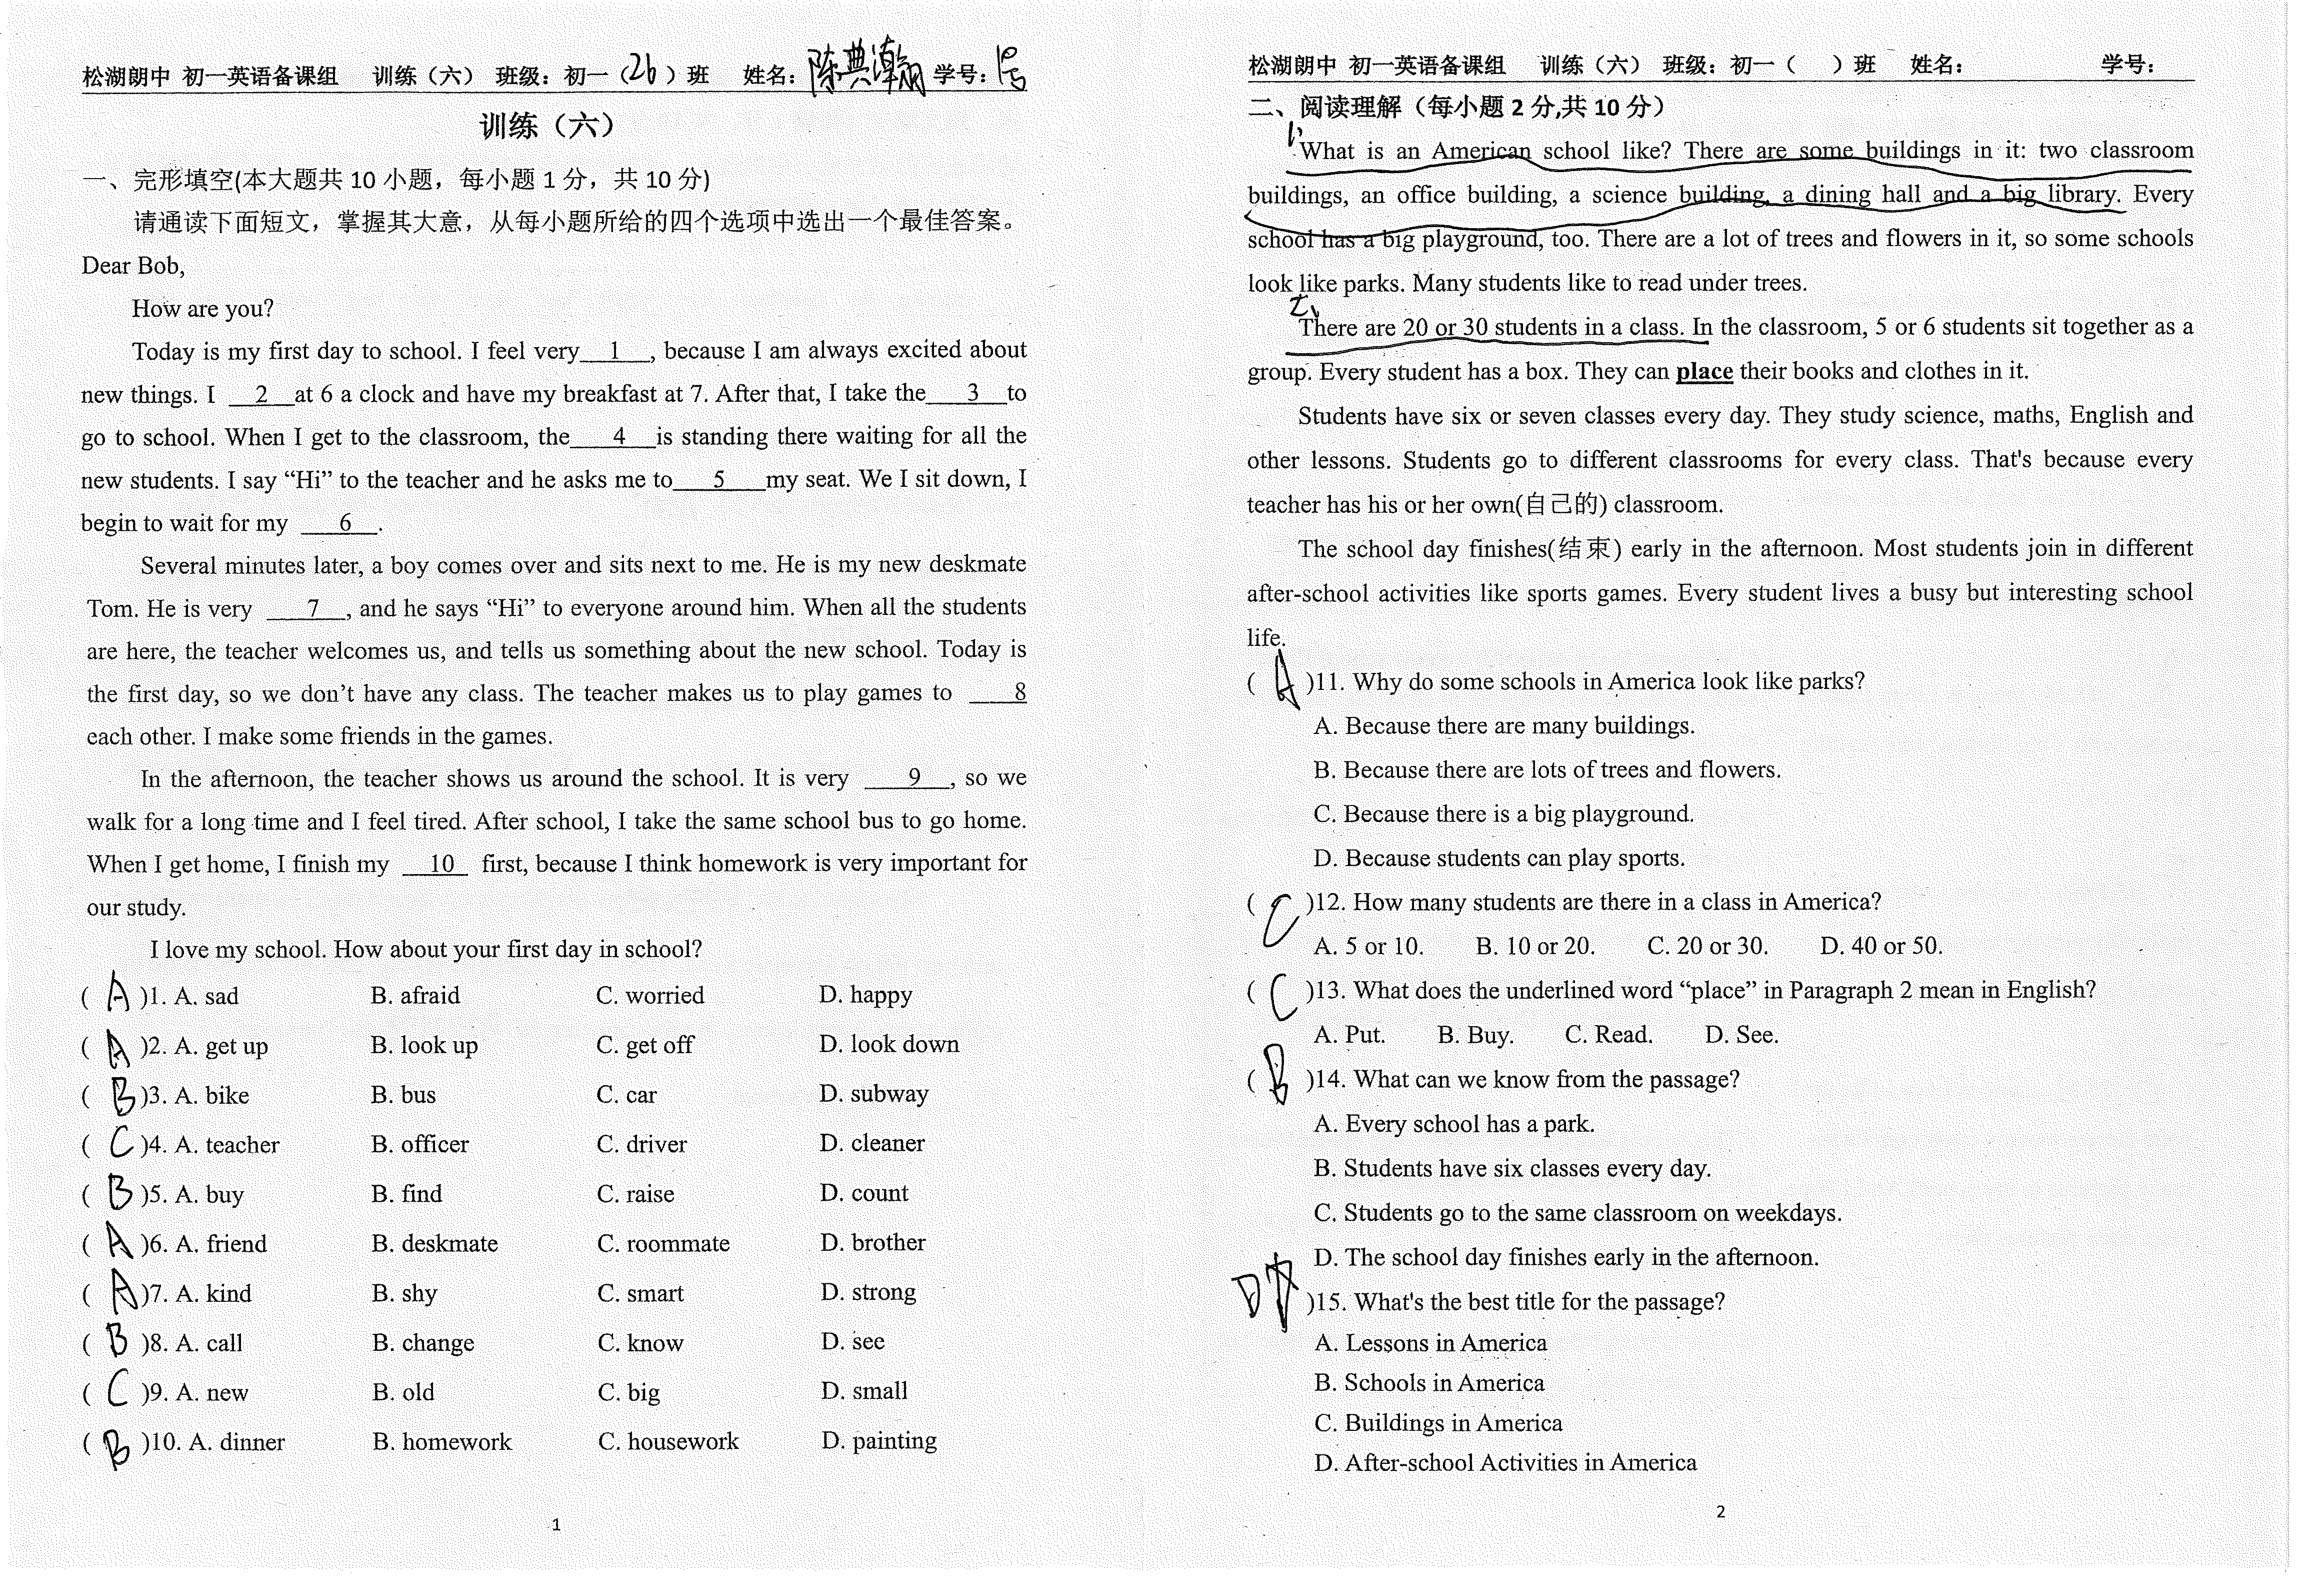 松湖朗中 初一英语备课组 训练（六） 班级：初一（26）班 姓名：陈典瀚 学号：1号
训练（六）
一、完形填空(本大题共 10 小题，每小题 1 分，共 10 分)
请通读下面短文，掌握其大意，从每小题所给的四个选项中选出一个最佳答案。
Dear Bob,
How are you?
Today is my first day to school. I feel very 1 , because I am always excited about
new things. I 2 at 6 a clock and have my breakfast at 7. After that, I take the 3 to
go to school. When I get to the classroom, the 4 is standing there waiting for all the
new students. I say “Hi” to the teacher and he asks me to 5 my seat. We I sit down, I
begin to wait for my 6 .
Several minutes later, a boy comes over and sits next to me. He is my new deskmate
Tom. He is very 7 , and he says “Hi” to everyone around him. When all the students
are here, the teacher welcomes us, and tells us something about the new school. Today is
the first day, so we don’t have any class. The teacher makes us to play games to 8
each other. I make some friends in the games.
In the afternoon, the teacher shows us around the school. It is very 9 , so we
walk for a long time and I feel tired. After school, I take the same school bus to go home.
When I get home, I finish my 10 first, because I think homework is very important for
our study.
I love my school. How about your first day in school?
( A )1. A. sad B. afraid C. worried D. happy
( A )2. A. get up B. look up C. get off D. look down
( B )3. A. bike B. bus C. car D. subway
( C )4. A. teacher B. officer C. driver D. cleaner
( B )5. A. buy B. find C. raise D. count
( A )6. A. friend B. deskmate C. roommate D. brother
( A )7. A. kind B. shy C. smart D. strong
( B )8. A. call B. change C. know D. see
( C )9. A. new B. old C. big D. small
( B )10. A. dinner B. homework C. housework D. painting
1
松湖朗中 初一英语备课组 训练（六） 班级：初一（ ）班 姓名： 学号：
二、阅读理解（每小题 2 分,共 10 分）
1、What is an American school like? There are some buildings in it: two classroom
buildings, an office building, a science building, a dining hall and a big library. Every
school has a big playground, too. There are a lot of trees and flowers in it, so some schools
look like parks. Many students like to read under trees.
2、There are 20 or 30 students in a class. In the classroom, 5 or 6 students sit together as a
group. Every student has a box. They can place their books and clothes in it.
Students have six or seven classes every day. They study science, maths, English and
other lessons. Students go to different classrooms for every class. That's because every
teacher has his or her own(自己的) classroom.
The school day finishes(结束) early in the afternoon. Most students join in different
after-school activities like sports games. Every student lives a busy but interesting school
life.
( A )11. Why do some schools in America look like parks?
A. Because there are many buildings.
B. Because there are lots of trees and flowers.
C. Because there is a big playground.
D. Because students can play sports.
( C )12. How many students are there in a class in America?
A. 5 or 10. B. 10 or 20. C. 20 or 30. D. 40 or 50.
( C )13. What does the underlined word “place” in Paragraph 2 mean in English?
A. Put. B. Buy. C. Read. D. See.
( B )14. What can we know from the passage?
A. Every school has a park.
B. Students have six classes every day.
C. Students go to the same classroom on weekdays.
D. The school day finishes early in the afternoon.
D )15. What's the best title for the passage?
A. Lessons in America
B. Schools in America
C. Buildings in America
D. After-school Activities in America
2